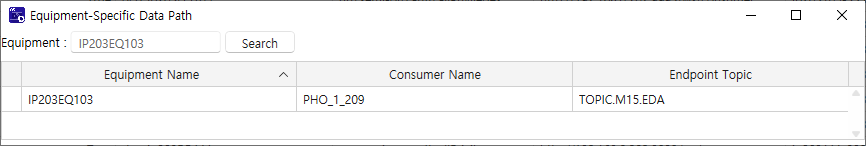 Equipment-Specific Data Path
Equipment : IP203EQ103 Search
Equipment Name Consumer Name Endpoint Topic
IP203EQ103 PHO_1_209 TOPIC.M15.EDA